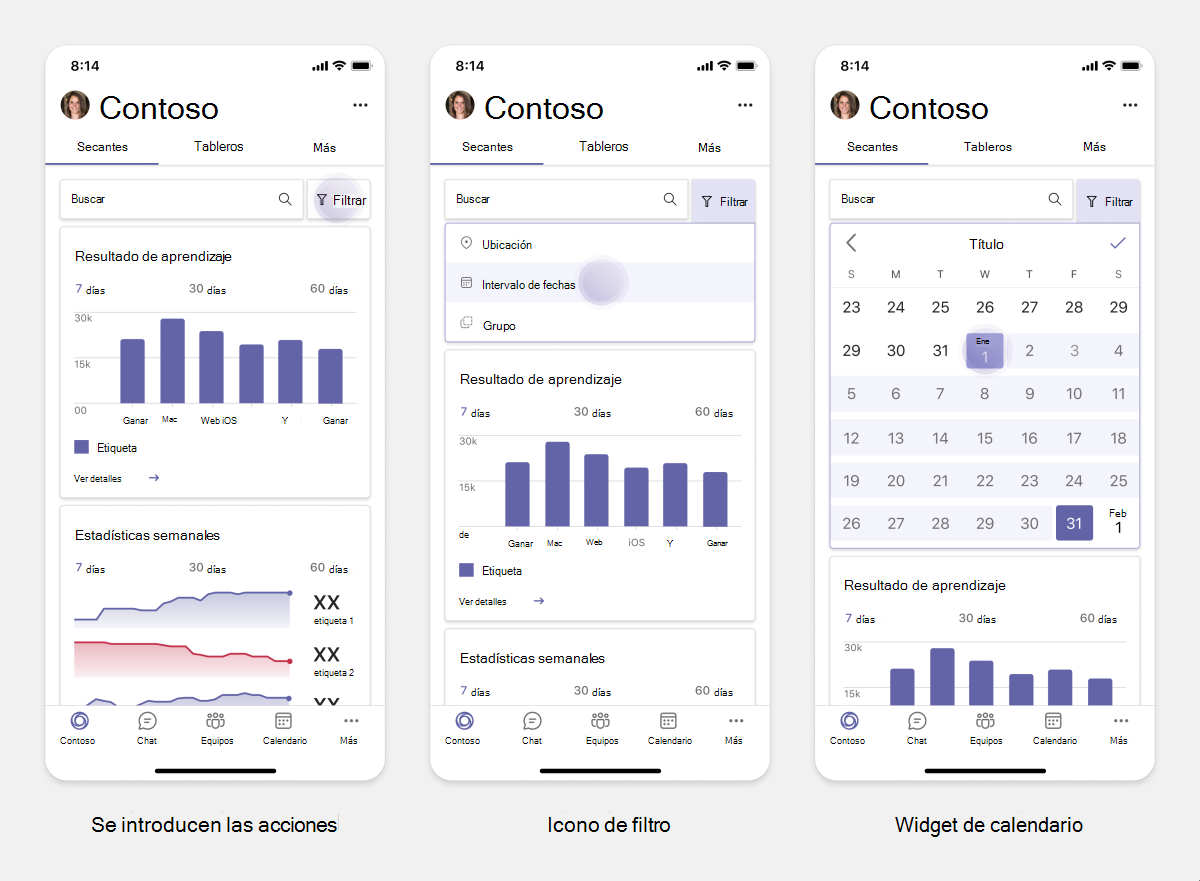 8:14
Contoso
Secantes Tableros Más
Buscar Filtrar
Resultado de aprendizaje
7 días 30 días 60 días
30k
15k
00
Ganar Mac Web iOS Y Ganar
Etiqueta
Ver detalles
Estadísticas semanales
7 días 30 días 60 días
XX
etiqueta 1
XX
etiqueta 2
XX
Contoso Chat Equipos Calendario Más
Se introducen las acciones
8:14
Contoso
Secantes Tableros Más
Buscar Filtrar
Ubicación
Intervalo de fechas
Grupo
Resultado de aprendizaje
7 días 30 días 60 días
30k
15k
de
Ganar Mac Web iOS Y Ganar
Etiqueta
Ver detalles
Estadísticas semanales
7 días 30 días 60 días
Contoso Chat Equipos Calendario Más
Icono de filtro
8:14
Contoso
Secantes Tableros Más
Buscar Filtrar
Título
S M T W T F S
23 24 25 26 27 28 29
29 30 31 Ene 1 2 3 4
5 6 7 8 9 10 11
12 13 14 15 16 17 18
19 20 21 22 23 24 25
26 27 28 29 30 31 Feb 1
Resultado de aprendizaje
7 días 30 días 60 días
30k
15k
Contoso Chat Equipos Calendario Más
Widget de calendario